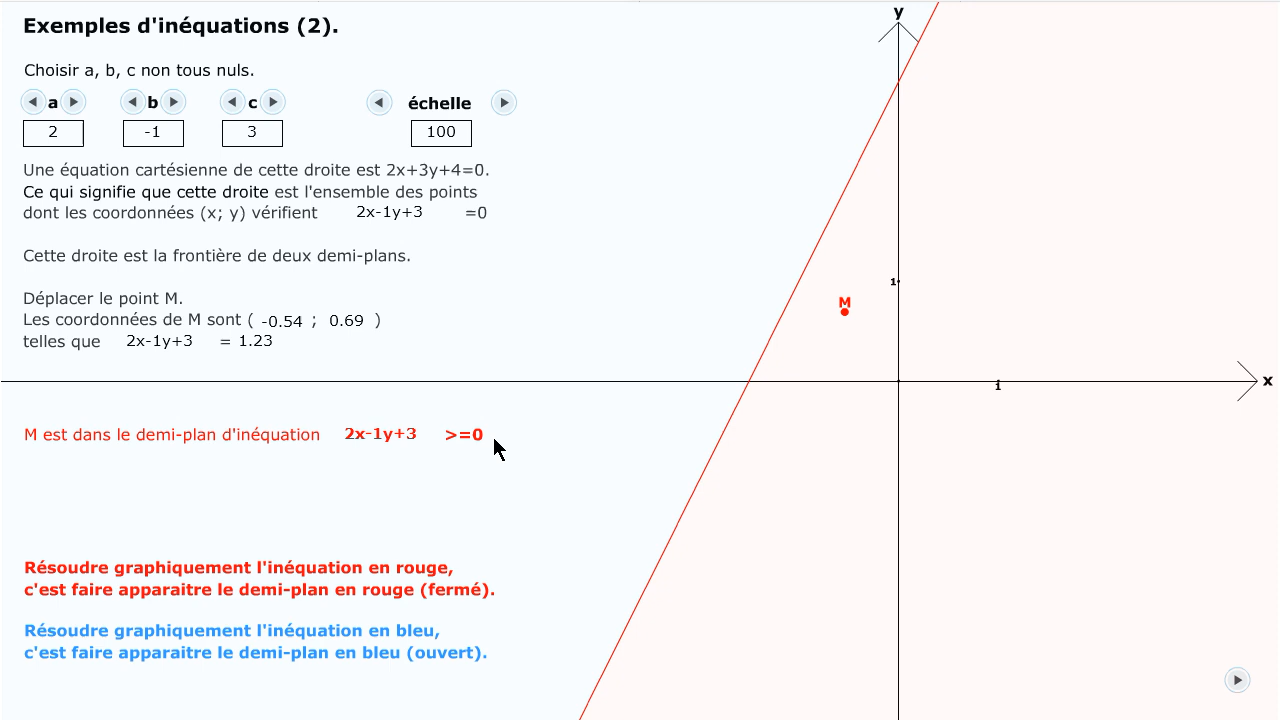 Exemples d'inéquations (2).
Choisir a, b, c non tous nuls.
a b c échelle
2 -1 3 100
Une équation cartésienne de cette droite est 2x+3y+4=0.
Ce qui signifie que cette droite est l'ensemble des points
dont les coordonnées (x; y) vérifient 2x-1y+3 =0
Cette droite est la frontière de deux demi-plans.
Déplacer le point M.
Les coordonnées de M sont ( -0.54 ; 0.69 )
telles que 2x-1y+3 = 1.23
M est dans le demi-plan d'inéquation 2x-1y+3 >=0
Résoudre graphiquement l'inéquation en rouge,
c'est faire apparaitre le demi-plan en rouge (fermé).
Résoudre graphiquement l'inéquation en bleu,
c'est faire apparaitre le demi-plan en bleu (ouvert).
y
1
M
x
1